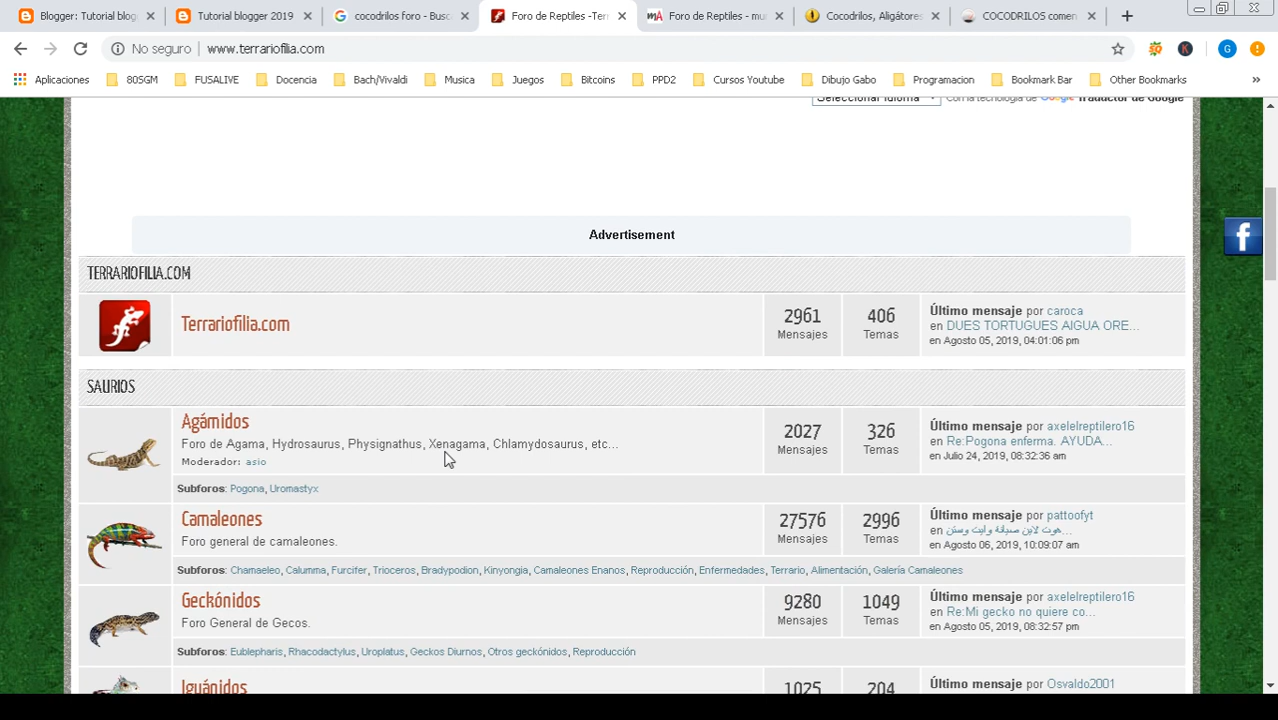 Blogger: Tutorial blog
Tutorial blogger 2019
cocodrilos foro - Busc
Foro de Reptiles -Terr
Foro de Reptiles - mun
Cocodrilos, Aligátores
COCODRILOS comen
No seguro | www.terrariofilia.com
Aplicaciones 805GM FUSALIVE Docencia Bach/Vivaldi Musica Juegos Bitcoins PPD2 Cursos Youtube Dibujo Gabo Programacion Bookmark Bar Other Bookmarks »
Seleccionar idioma con la tecnología de Google Traductor de Google
Advertisement
TERRARIOFILIA.COM
Terrariofilia.com
2961 Mensajes
406 Temas
Último mensaje por caroca
en DUES TORTUGUES AIGUA ORE...
en Agosto 05, 2019, 04:01:06 pm
SAURIOS
Agámidos
Foro de Agama, Hydrosaurus, Physignathus, Xenagama, Chlamydosaurus, etc...
Moderador: asio
2027 Mensajes
326 Temas
Último mensaje por axelelreptilero16
en Re:Pogona enferma. AYUDA...
en Julio 24, 2019, 08:32:36 am
Subforos: Pogona, Uromastyx
Camaleones
Foro general de camaleones.
27576 Mensajes
2996 Temas
Último mensaje por pattoofyt
en
en Agosto 06, 2019, 10:09:07 am
Subforos: Chamaeleo, Calumma, Furcifer, Trioceros, Bradypodion, Kinyongia, Camaleones Enanos, Reproducción, Enfermedades, Terrario, Alimentación, Galería Camaleones
Geckónidos
Foro General de Gecos.
9280 Mensajes
1049 Temas
Último mensaje por axelelreptilero16
en Re:Mi gecko no quiere co...
en Agosto 05, 2019, 08:32:57 pm
Subforos: Eublepharis, Rhacodactylus, Uroplatus, Geckos Diurnos, Otros geckónidos, Reproducción
Iguánidos
1025
204
Último mensaje por Osvaldo2001